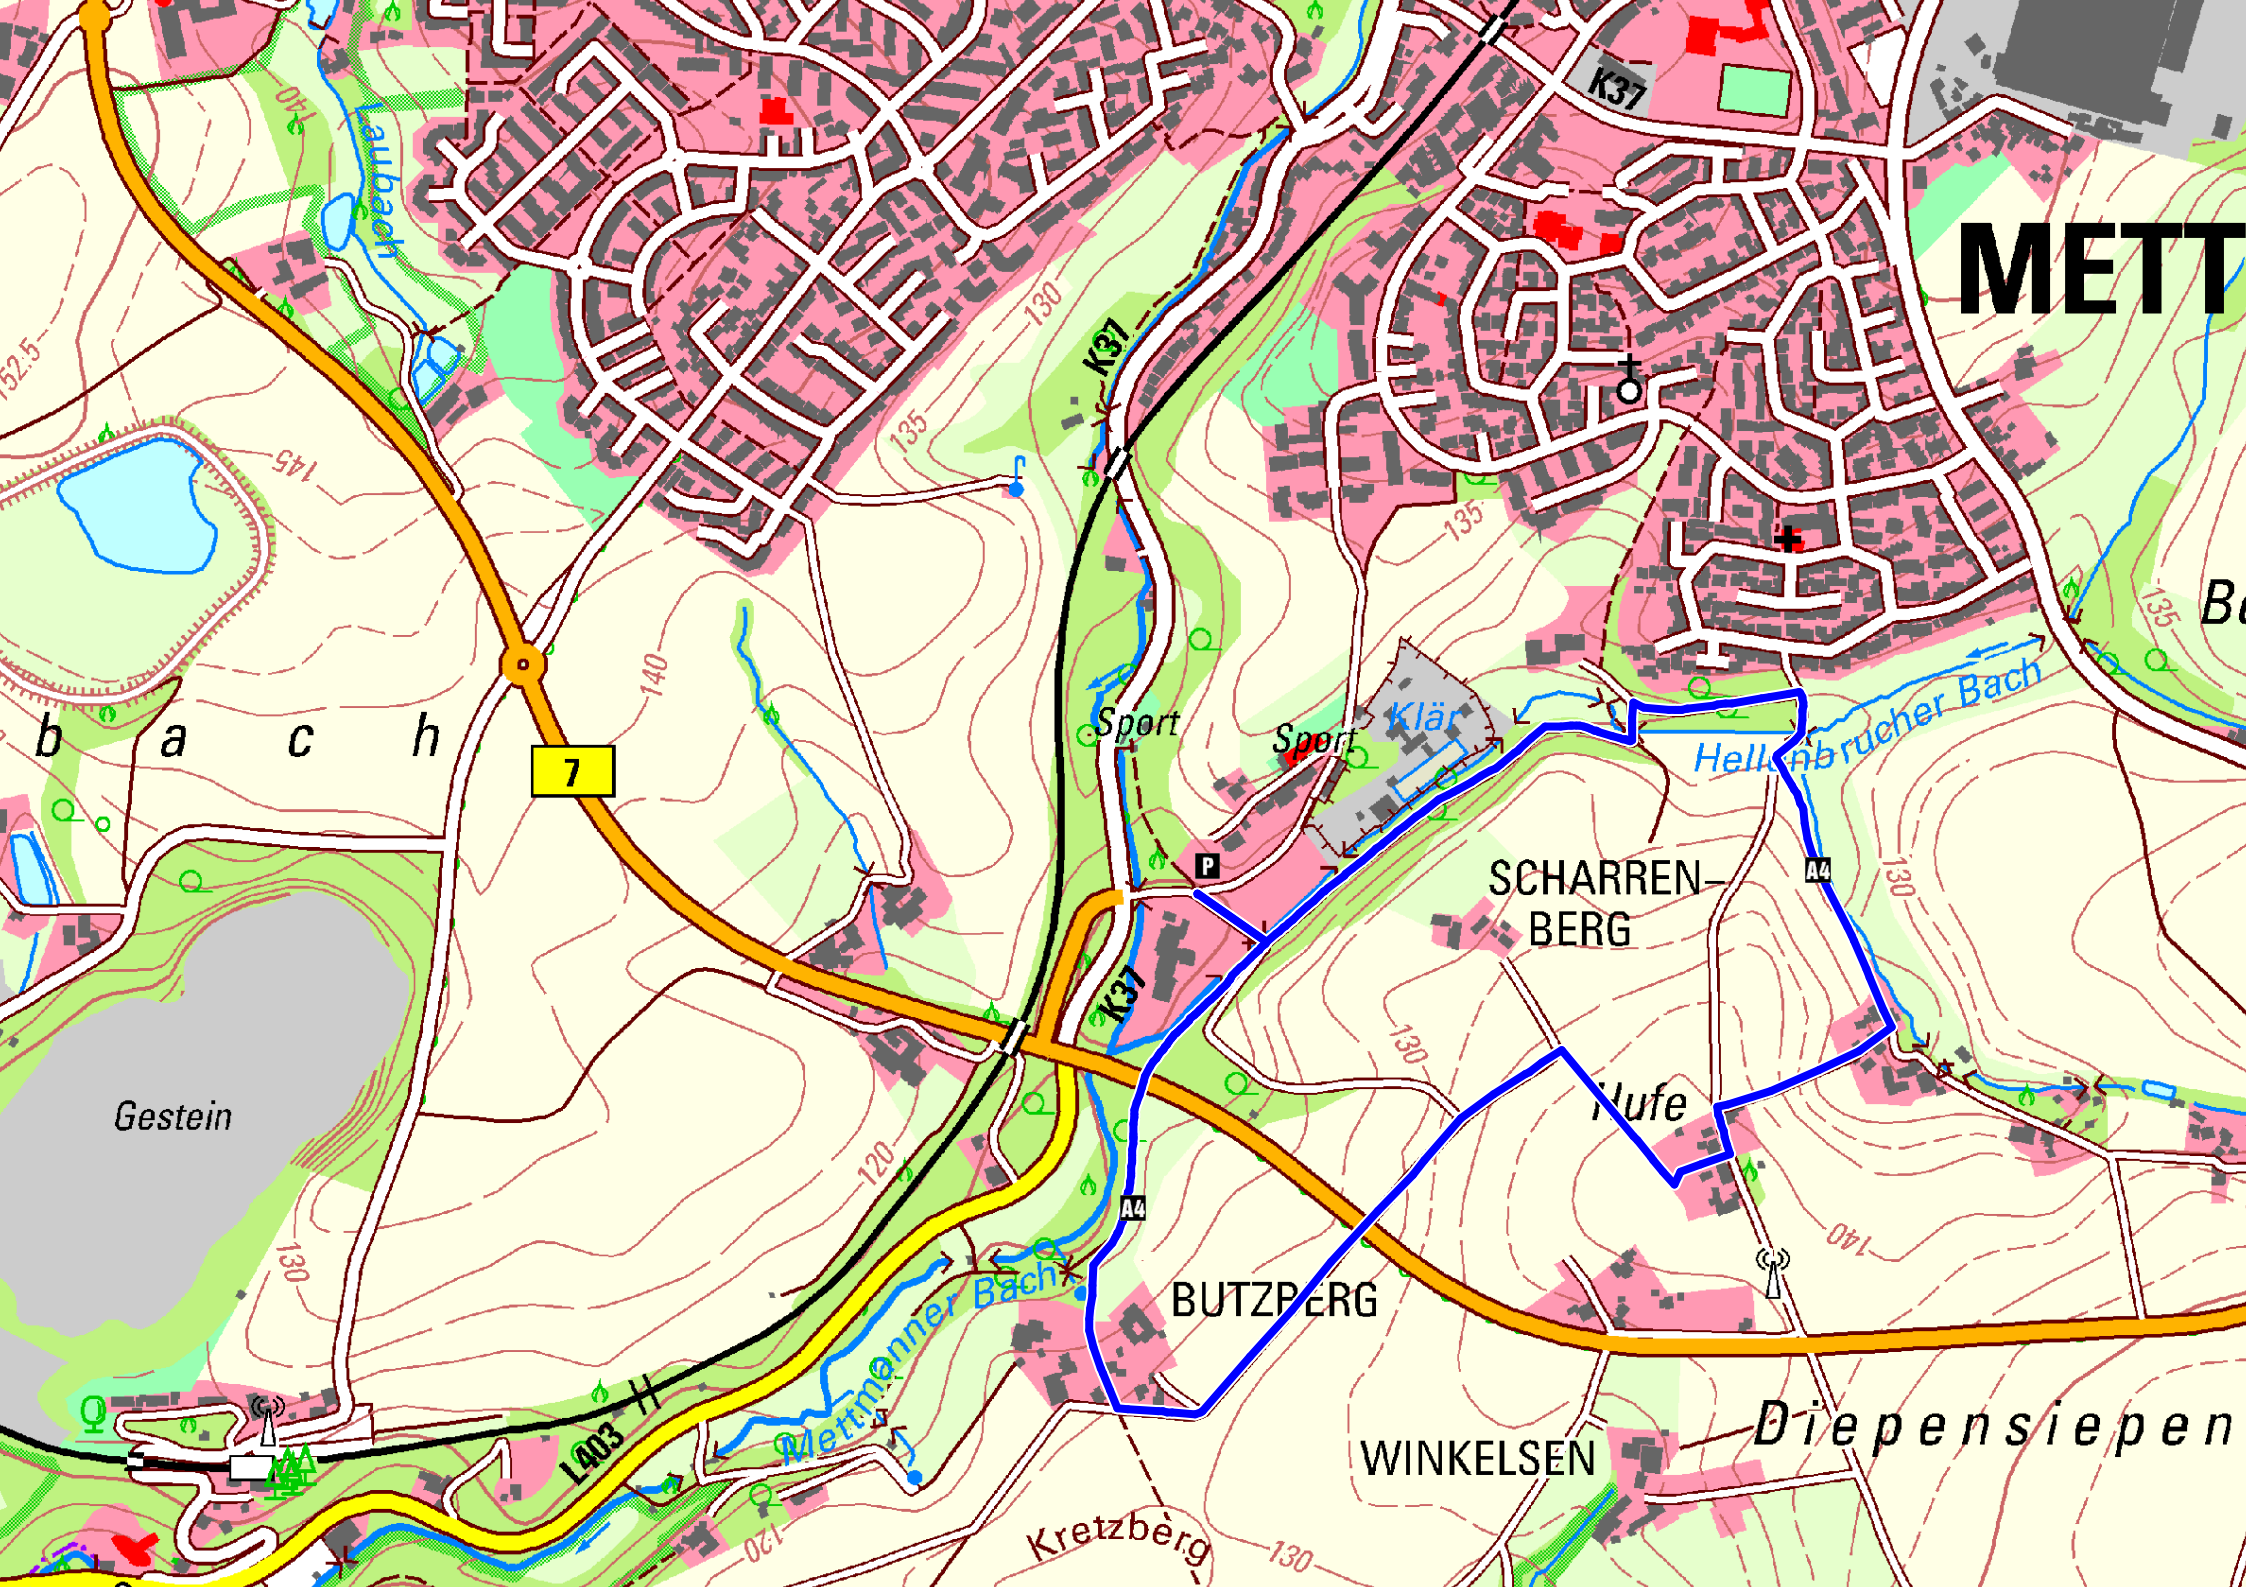 140
Laubach
K37
METT
152.5
145
130
135
K37
135
Be
135
140
b a c h
7
Sport
Sport
Klär
Hellenbrucher Bach
P
SCHARREN-
BERG
A4
130
K37
130
Hufe
Gestein
120
A4
140
130
BUTZBERG
Mettmanner Bach
Diepensiepen
WINKELSEN
L403
Kretzberg
120
130